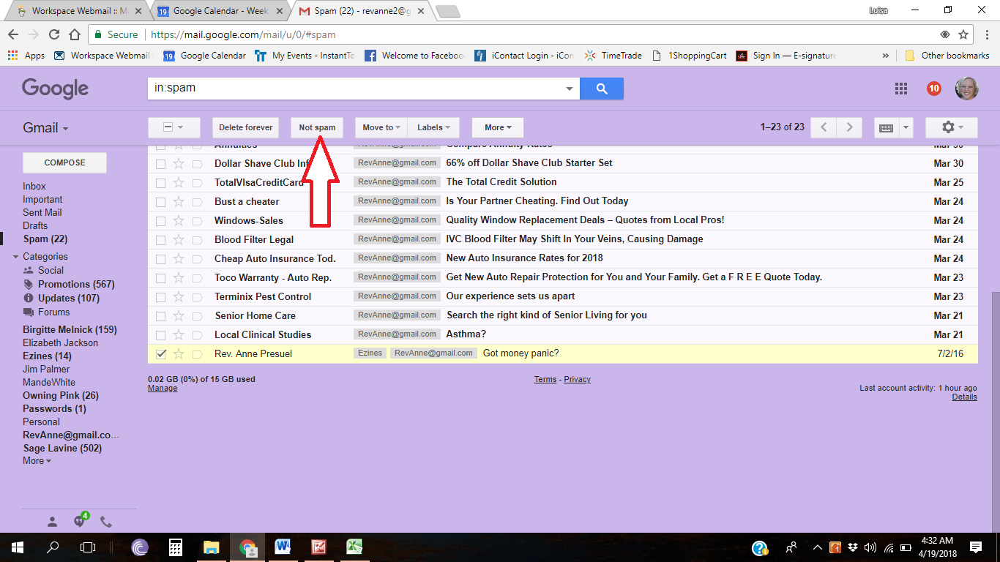 Workspace Webmail :: M
Google Calendar - Week
Spam (22) - revanne2@g
Luisa
Secure
https://mail.google.com/mail/u/0/#spam
Apps
Workspace Webmail
Google Calendar
My Events - InstantTe
Welcome to Faceboo
iContact Login - iCon
TimeTrade
1ShoppingCart
Sign In — E-signature
»
Other bookmarks
Google
in:spam
10
Gmail
Delete forever
Not spam
Move to
Labels
More
1–23 of 23
COMPOSE
Inbox
Important
Sent Mail
Drafts
Spam (22)
Categories
Social
Promotions (567)
Updates (107)
Forums
Birgitte Melnick (159)
Elizabeth Jackson
Ezines (14)
Jim Palmer
MandeWhite
Owning Pink (26)
Passwords (1)
Personal
RevAnne@gmail.co…
Sage Lavine (502)
More
4
Annuities RevAnne@gmail.com Compare Annuity Rates Mar 30
Dollar Shave Club Inf RevAnne@gmail.com 66% off Dollar Shave Club Starter Set Mar 30
TotalVIsaCreditCard RevAnne@gmail.com The Total Credit Solution Mar 25
Bust a cheater RevAnne@gmail.com Is Your Partner Cheating. Find Out Today Mar 24
Windows-Sales RevAnne@gmail.com Quality Window Replacement Deals – Quotes from Local Pros! Mar 24
Blood Filter Legal RevAnne@gmail.com IVC Blood Filter May Shift In Your Veins, Causing Damage Mar 24
Cheap Auto Insurance Tod. RevAnne@gmail.com New Auto Insurance Rates for 2018 Mar 24
Toco Warranty - Auto Rep. RevAnne@gmail.com Get New Auto Repair Protection for You and Your Family. Get a F R E E Quote Today. Mar 23
Terminix Pest Control RevAnne@gmail.com Our experience sets us apart Mar 23
Senior Home Care RevAnne@gmail.com Search the right kind of Senior Living for you Mar 21
Local Clinical Studies RevAnne@gmail.com Asthma? Mar 21
Rev. Anne Presuel Ezines RevAnne@gmail.com Got money panic? 7/2/16
0.02 GB (0%) of 15 GB used
Manage
Terms - Privacy
Last account activity: 1 hour ago
Details
4:32 AM
4/19/2018